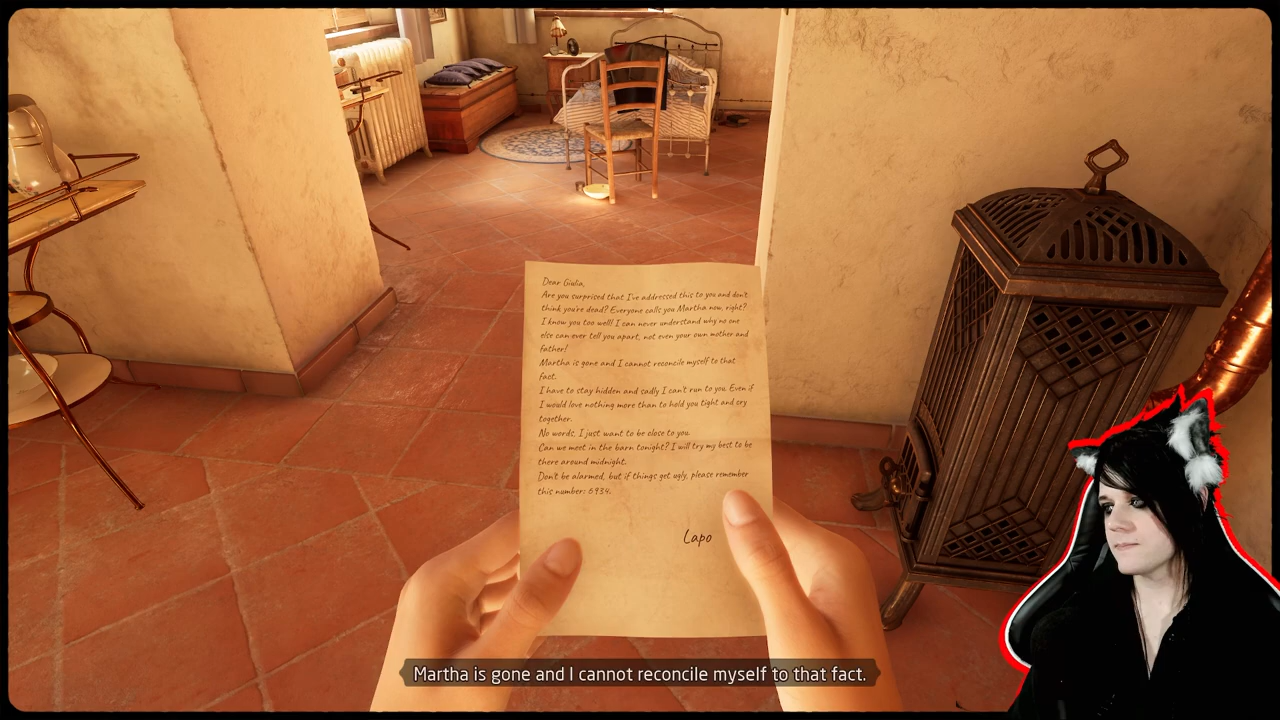 Dear Giulia,
Are you surprised that I've addressed this to you and don't
think you're dead? Everyone calls you Martha now, right?
I know you too well! I can never understand why no one
else can ever tell you apart, not even your own mother and
father!
Martha is gone and I cannot reconcile myself to that
fact.
I have to stay hidden and sadly I can't run to you. Even if
I would love nothing more than to hold you tight and cry
together.
No words, I just want to be close to you.
Can we meet in the barn tonight? I will try my best to be
there around midnight.
Don't be alarmed, but if things get ugly, please remember
this number: 6934.
Lapo
Martha is gone and I cannot reconcile myself to that fact.